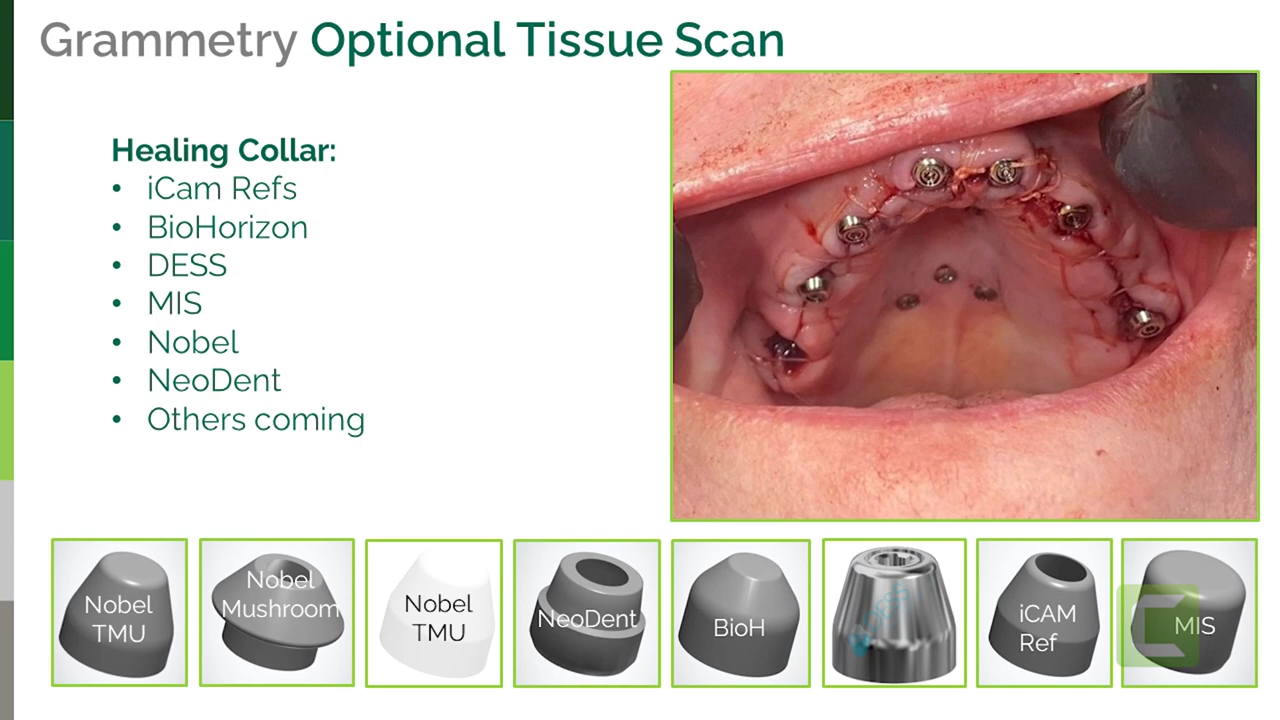 Grammetry Optional Tissue Scan
Healing Collar:
• iCam Refs
• BioHorizon
• DESS
• MIS
• Nobel
• NeoDent
• Others coming
Nobel
TMU
Nobel
Mushroom
Nobel
TMU
NeoDent
BioH
DESS
iCAM
Ref
MIS